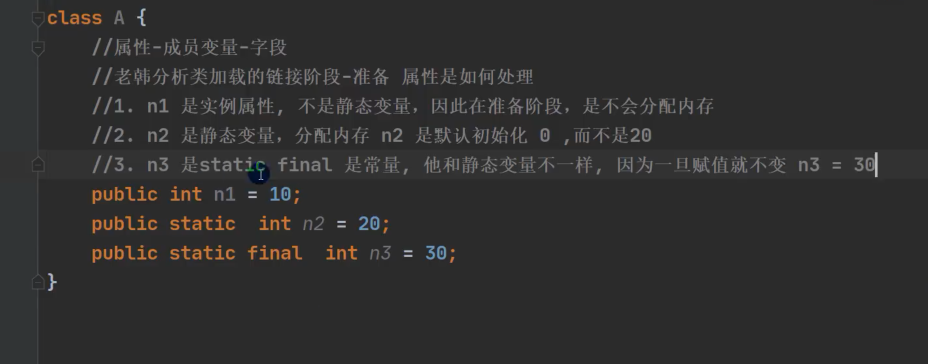 class A {
//属性-成员变量-字段
//老韩分析类加载的链接阶段-准备 属性是如何处理
//1. n1 是实例属性, 不是静态变量，因此在准备阶段，是不会分配内存
//2. n2 是静态变量，分配内存 n2 是默认初始化 0 ,而不是20
//3. n3 是static final 是常量, 他和静态变量不一样, 因为一旦赋值就不变 n3 = 30
public int n1 = 10;
public static  int n2 = 20;
public static final  int n3 = 30;
}